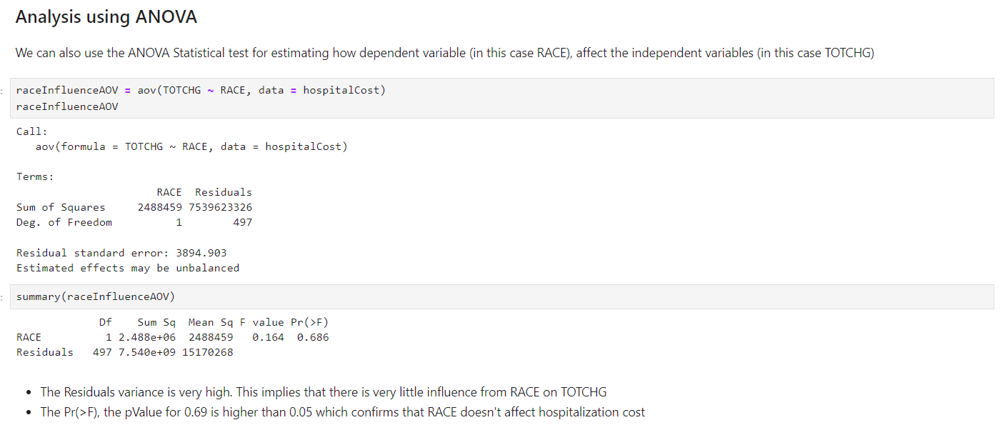 Analysis using ANOVA
We can also use the ANOVA Statistical test for estimating how dependent variable (in this case RACE), affect the independent variables (in this case TOTCHG)
:
raceInfluenceAOV = aov(TOTCHG ~ RACE, data = hospitalCost)
raceInfluenceAOV
Call:
   aov(formula = TOTCHG ~ RACE, data = hospitalCost)
Terms:
                      RACE  Residuals
Sum of Squares     2488459 7539623326
Deg. of Freedom          1        497
Residual standard error: 3894.903
Estimated effects may be unbalanced
:
summary(raceInfluenceAOV)
             Df    Sum Sq  Mean Sq F value Pr(>F)
RACE          1 2.488e+06  2488459   0.164  0.686
Residuals   497 7.540e+09 15170268
• The Residuals variance is very high. This implies that there is very little influence from RACE on TOTCHG
• The Pr(>F), the pValue for 0.69 is higher than 0.05 which confirms that RACE doesn't affect hospitalization cost